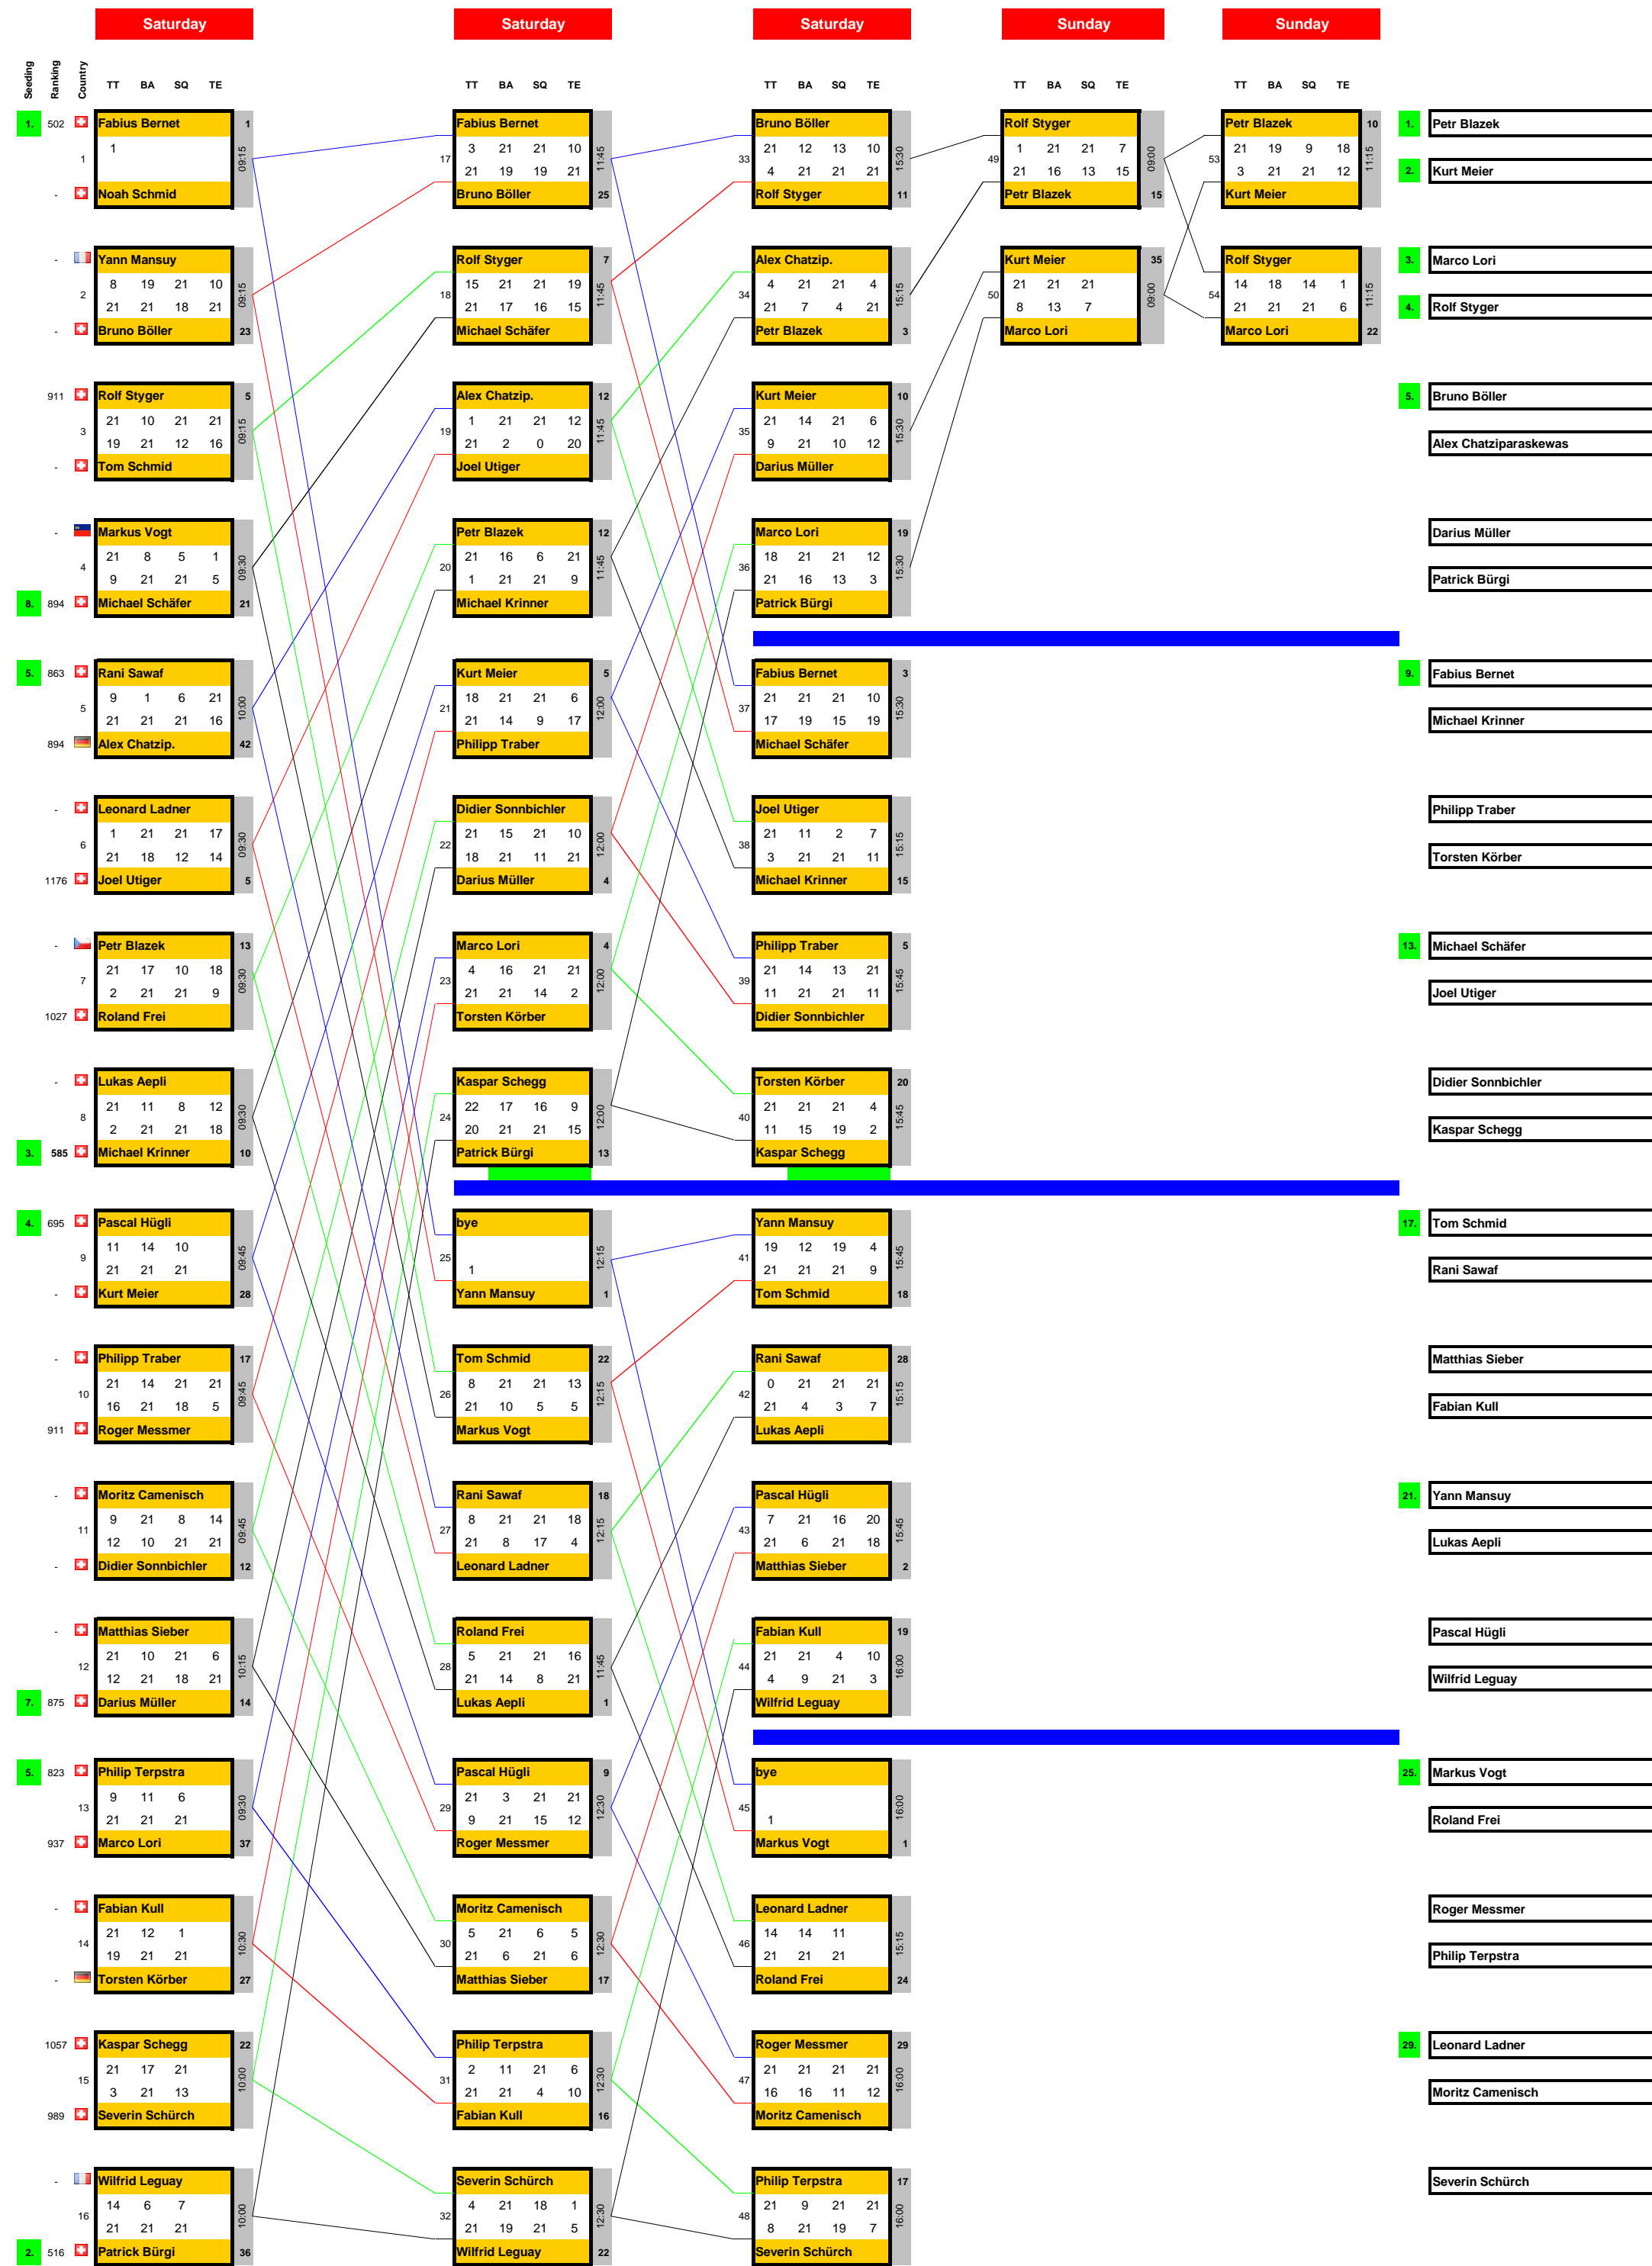 Saturday Saturday Saturday Sunday Sunday
Seeding Ranking Country TT BA SQ TE TT BA SQ TE TT BA SQ TE TT BA SQ TE TT BA SQ TE
1. 502 Fabius Bernet 1 Fabius Bernet Bruno Böller Rolf Styger Petr Blazek 10 1. Petr Blazek
1 1 09:15 17 3 21 21 10 11:45 33 21 12 13 10 15:30 49 1 21 21 7 09:00 53 21 19 9 18 11:15
21 19 19 21 4 21 21 21 21 16 13 15 3 21 21 12 2. Kurt Meier
- Noah Schmid Bruno Böller 25 Rolf Styger 11 Petr Blazek 15 Kurt Meier
- Yann Mansuy Rolf Styger 7 Alex Chatzip. Kurt Meier 35 Rolf Styger 3. Marco Lori
2 8 19 21 10 09:15 18 15 21 21 19 11:45 34 4 21 21 4 15:15 50 21 21 21 09:00 54 14 18 14 1 11:15
21 21 18 21 21 17 16 15 21 7 4 21 8 13 7 21 21 21 6 4. Rolf Styger
- Bruno Böller 23 Michael Schäfer Petr Blazek 3 Marco Lori Marco Lori 22
911 Rolf Styger 5 Alex Chatzip. 12 Kurt Meier 10 5. Bruno Böller
3 21 10 21 21 09:15 19 1 21 21 12 11:45 35 21 14 21 6 15:30
19 21 12 16 21 2 0 20 9 21 10 12 Alex Chatziparaskewas
- Tom Schmid Joel Utiger Darius Müller
- Markus Vogt Petr Blazek 12 Marco Lori 19 Darius Müller
4 21 8 5 1 09:30 20 21 16 6 21 11:45 36 18 21 21 12 15:30
9 21 21 5 1 21 21 9 21 16 13 3 Patrick Bürgi
8. 894 Michael Schäfer 21 Michael Krinner Patrick Bürgi
5. 863 Rani Sawaf Kurt Meier 5 Fabius Bernet 3 9. Fabius Bernet
5 9 1 6 21 10:00 21 18 21 21 6 12:00 37 21 21 21 10 15:30
21 21 21 16 21 14 9 17 17 19 15 19 Michael Krinner
894 Alex Chatzip. 42 Philipp Traber Michael Schäfer
- Leonard Ladner Didier Sonnbichler Joel Utiger Philipp Traber
6 1 21 21 17 09:30 22 21 15 21 10 12:00 38 21 11 2 7 15:15
21 18 12 14 18 21 11 21 3 21 21 11 Torsten Körber
1176 Joel Utiger 5 Darius Müller 4 Michael Krinner 15
- Petr Blazek 13 Marco Lori 4 Philipp Traber 5 13. Michael Schäfer
7 21 17 10 18 09:30 23 4 16 21 21 12:00 39 21 14 13 21 15:45
2 21 21 9 21 21 14 2 11 21 21 11 Joel Utiger
1027 Roland Frei Torsten Körber Didier Sonnbichler
- Lukas Aepli Kaspar Schegg Torsten Körber 20 Didier Sonnbichler
8 21 11 8 12 09:30 24 22 17 16 9 12:00 40 21 21 21 4 15:45
2 21 21 18 20 21 21 15 11 15 19 2 Kaspar Schegg
3. 585 Michael Krinner 10 Patrick Bürgi 13 Kaspar Schegg
4. 695 Pascal Hügli bye Yann Mansuy 17. Tom Schmid
9 11 14 10 09:45 25 12:15 41 19 12 19 4 15:45
21 21 21 1 21 21 21 9 Rani Sawaf
- Kurt Meier 28 Yann Mansuy 1 Tom Schmid 18
- Philipp Traber 17 Tom Schmid 22 Rani Sawaf 28 Matthias Sieber
10 21 14 21 21 09:45 26 8 21 21 13 12:15 42 0 21 21 21 15:15
16 21 18 5 21 10 5 5 21 4 3 7 Fabian Kull
911 Roger Messmer Markus Vogt Lukas Aepli
- Moritz Camenisch Rani Sawaf 18 Pascal Hügli 21. Yann Mansuy
11 9 21 8 14 09:45 27 8 21 21 18 12:15 43 7 21 16 20 15:45
12 10 21 21 21 8 17 4 21 6 21 18 Lukas Aepli
- Didier Sonnbichler 12 Leonard Ladner Matthias Sieber 2
- Matthias Sieber Roland Frei Fabian Kull 19 Pascal Hügli
12 21 10 21 6 10:15 28 5 21 21 16 11:45 44 21 21 4 10 16:00
12 21 18 21 21 14 8 21 4 9 21 3 Wilfrid Leguay
7. 875 Darius Müller 14 Lukas Aepli 1 Wilfrid Leguay
5. 823 Philip Terpstra Pascal Hügli 9 bye 25. Markus Vogt
13 9 11 6 09:30 29 21 3 21 21 12:30 45 16:00
21 21 21 9 21 15 12 1 Roland Frei
937 Marco Lori 37 Roger Messmer Markus Vogt 1
- Fabian Kull Moritz Camenisch Leonard Ladner Roger Messmer
14 21 12 1 10:30 30 5 21 6 5 12:30 46 14 14 11 15:15
19 21 21 21 6 21 6 21 21 21 Philip Terpstra
- Torsten Körber 27 Matthias Sieber 17 Roland Frei 24
1057 Kaspar Schegg 22 Philip Terpstra Roger Messmer 29 29. Leonard Ladner
15 21 17 21 10:00 31 2 11 21 6 12:30 47 21 21 21 21 16:00
3 21 13 21 21 4 10 16 16 11 12 Moritz Camenisch
989 Severin Schürch Fabian Kull 16 Moritz Camenisch
- Wilfrid Leguay Severin Schürch Philip Terpstra 17 Severin Schürch
16 14 6 7 10:00 32 4 21 18 1 12:30 48 21 9 21 21 16:00
21 21 21 21 19 21 5 8 21 19 7
2. 516 Patrick Bürgi 36 Wilfrid Leguay 22 Severin Schürch